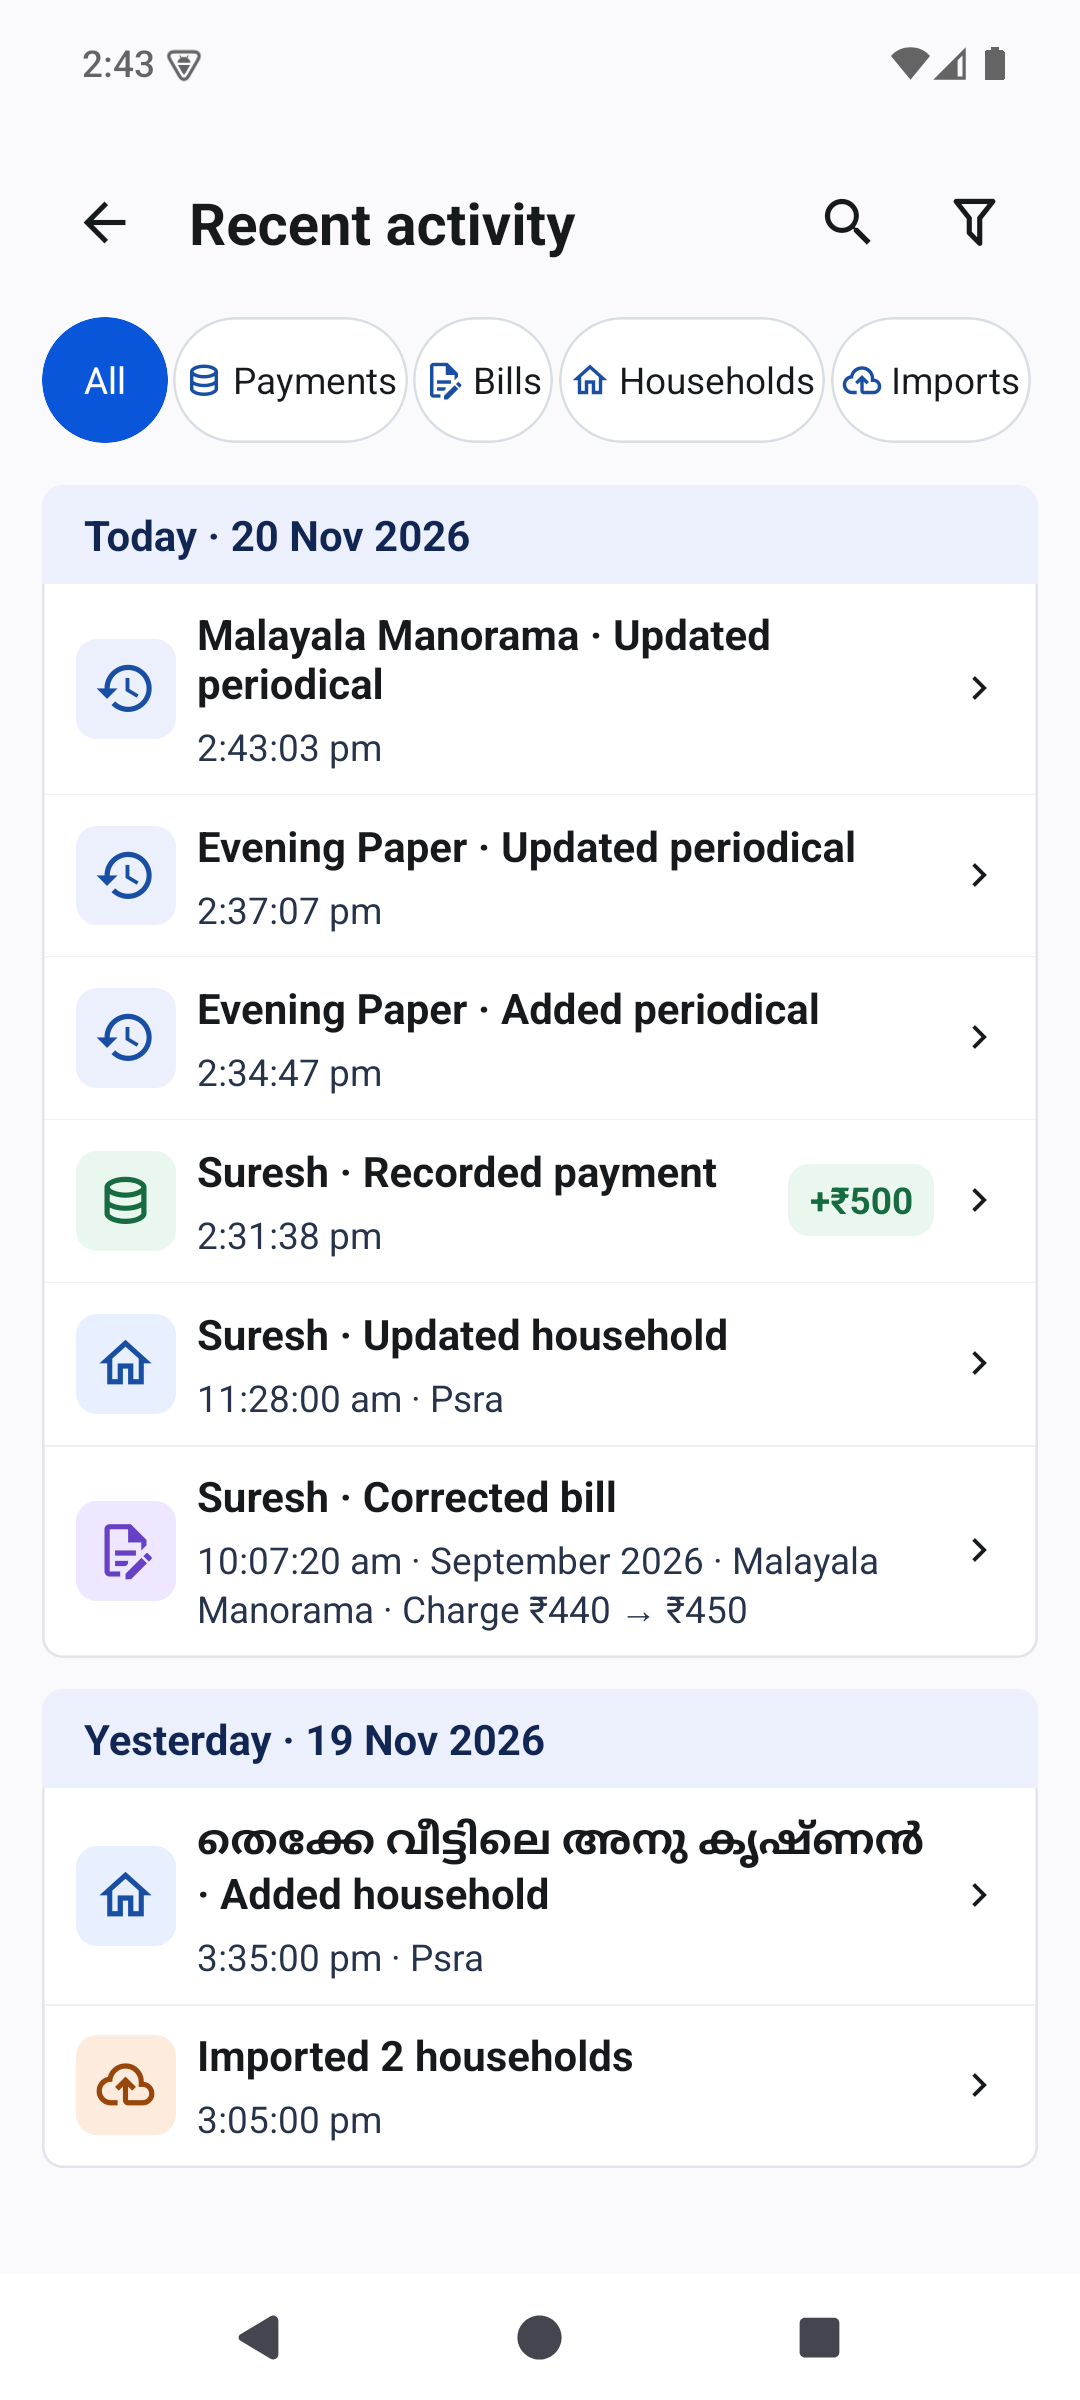 2:43
Recent activity
All
Payments
Bills
Households
Imports
Today · 20 Nov 2026
Malayala Manorama · Updated
periodical
2:43:03 pm
Evening Paper · Updated periodical
2:37:07 pm
Evening Paper · Added periodical
2:34:47 pm
Suresh · Recorded payment
+₹500
2:31:38 pm
Suresh · Updated household
11:28:00 am · Psra
Suresh · Corrected bill
10:07:20 am · September 2026 · Malayala
Manorama · Charge ₹440 → ₹450
Yesterday · 19 Nov 2026
തെക്കേ വീട്ടിലെ അനു കൃഷ്ണൻ
· Added household
3:35:00 pm · Psra
Imported 2 households
3:05:00 pm